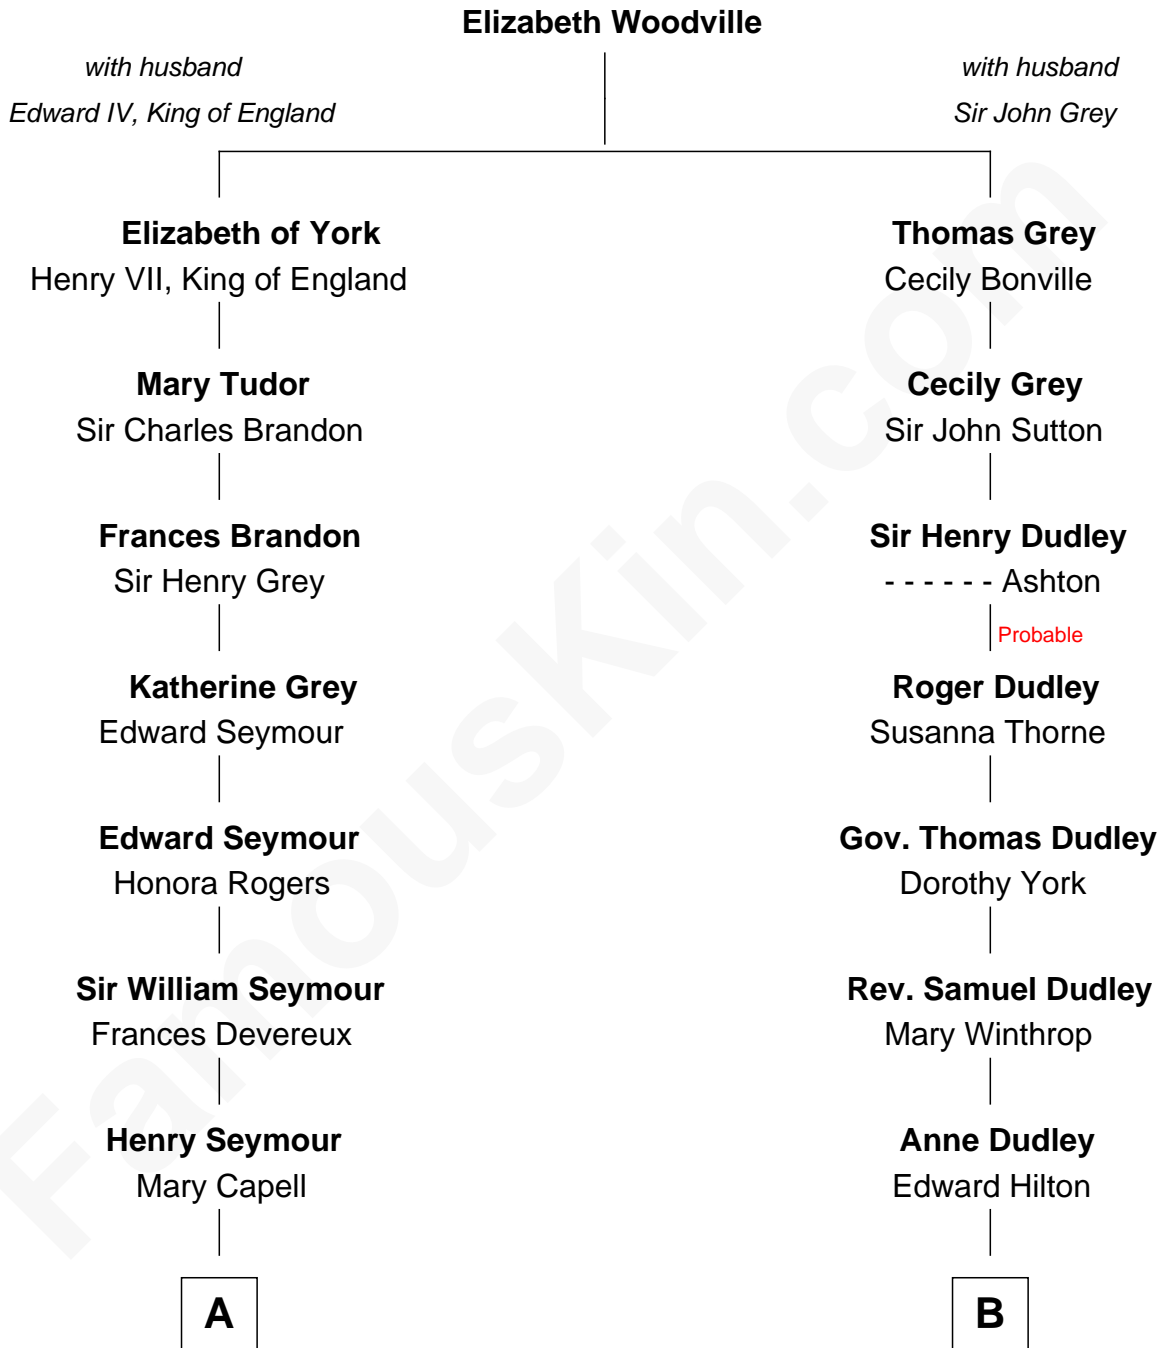 Elizabeth Woodville
with husband
Edward IV, King of England
with husband
Sir John Grey
Elizabeth of York
Henry VII, King of England
Thomas Grey
Cecily Bonville
Mary Tudor
Sir Charles Brandon
Cecily Grey
Sir John Sutton
Frances Brandon
Sir Henry Grey
Sir Henry Dudley
- - - - - - Ashton
Probable
Katherine Grey
Edward Seymour
Roger Dudley
Susanna Thorne
Edward Seymour
Honora Rogers
Gov. Thomas Dudley
Dorothy York
Sir William Seymour
Frances Devereux
Rev. Samuel Dudley
Mary Winthrop
Henry Seymour
Mary Capell
Anne Dudley
Edward Hilton
A
B
FamousKin.com